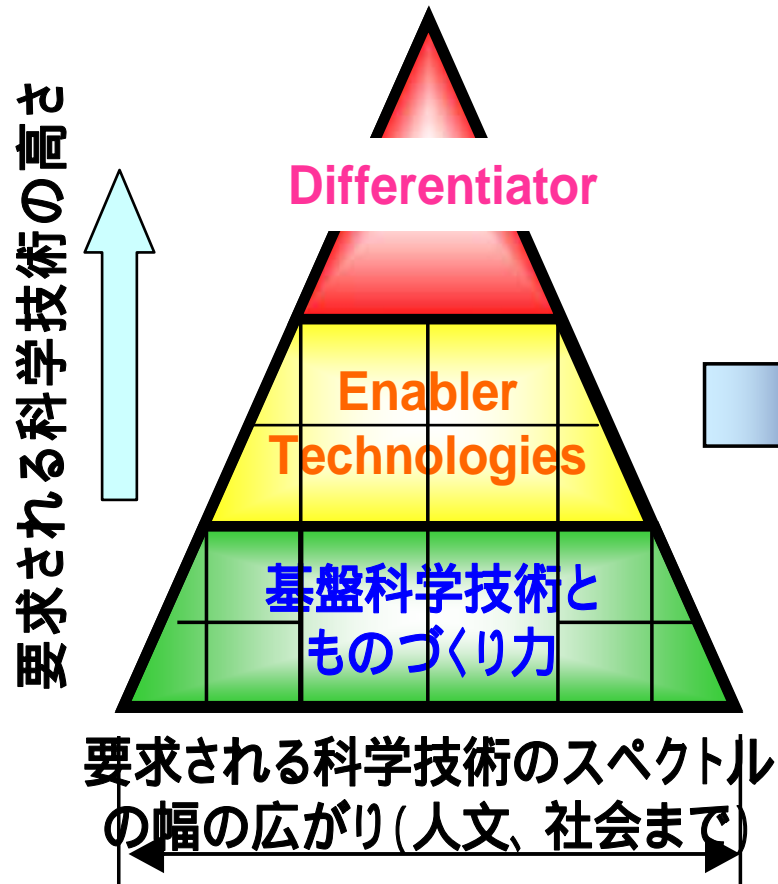 要求される科学技術の高さ
Differentiator
Enabler
Technologies
基盤科学技術と
ものづくり力
要求される科学技術のスペクトル
の幅の広がり(人文、社会まで)